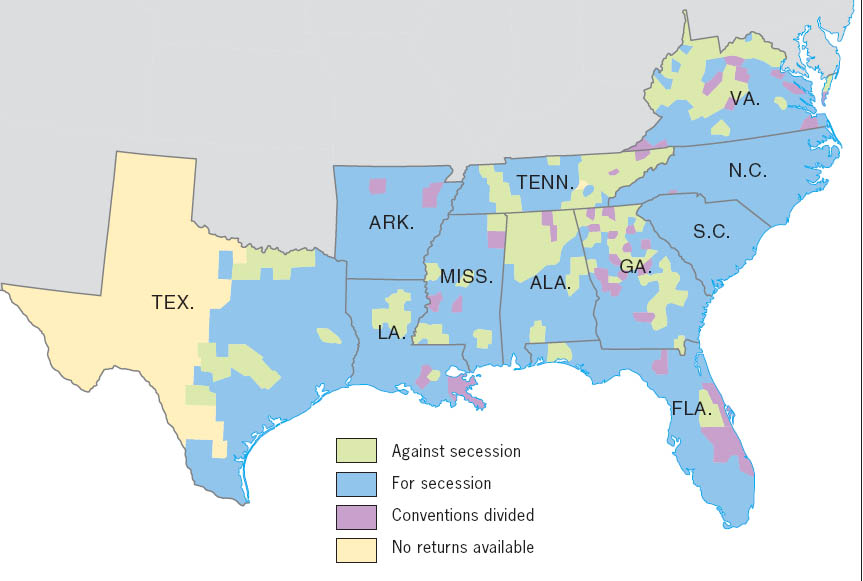 VA.
N.C.
TENN.
S.C.
ARK.
GA.
MISS.
ALA.
TEX.
LA.
FLA.
Against secession
For secession
Conventions divided
No returns available